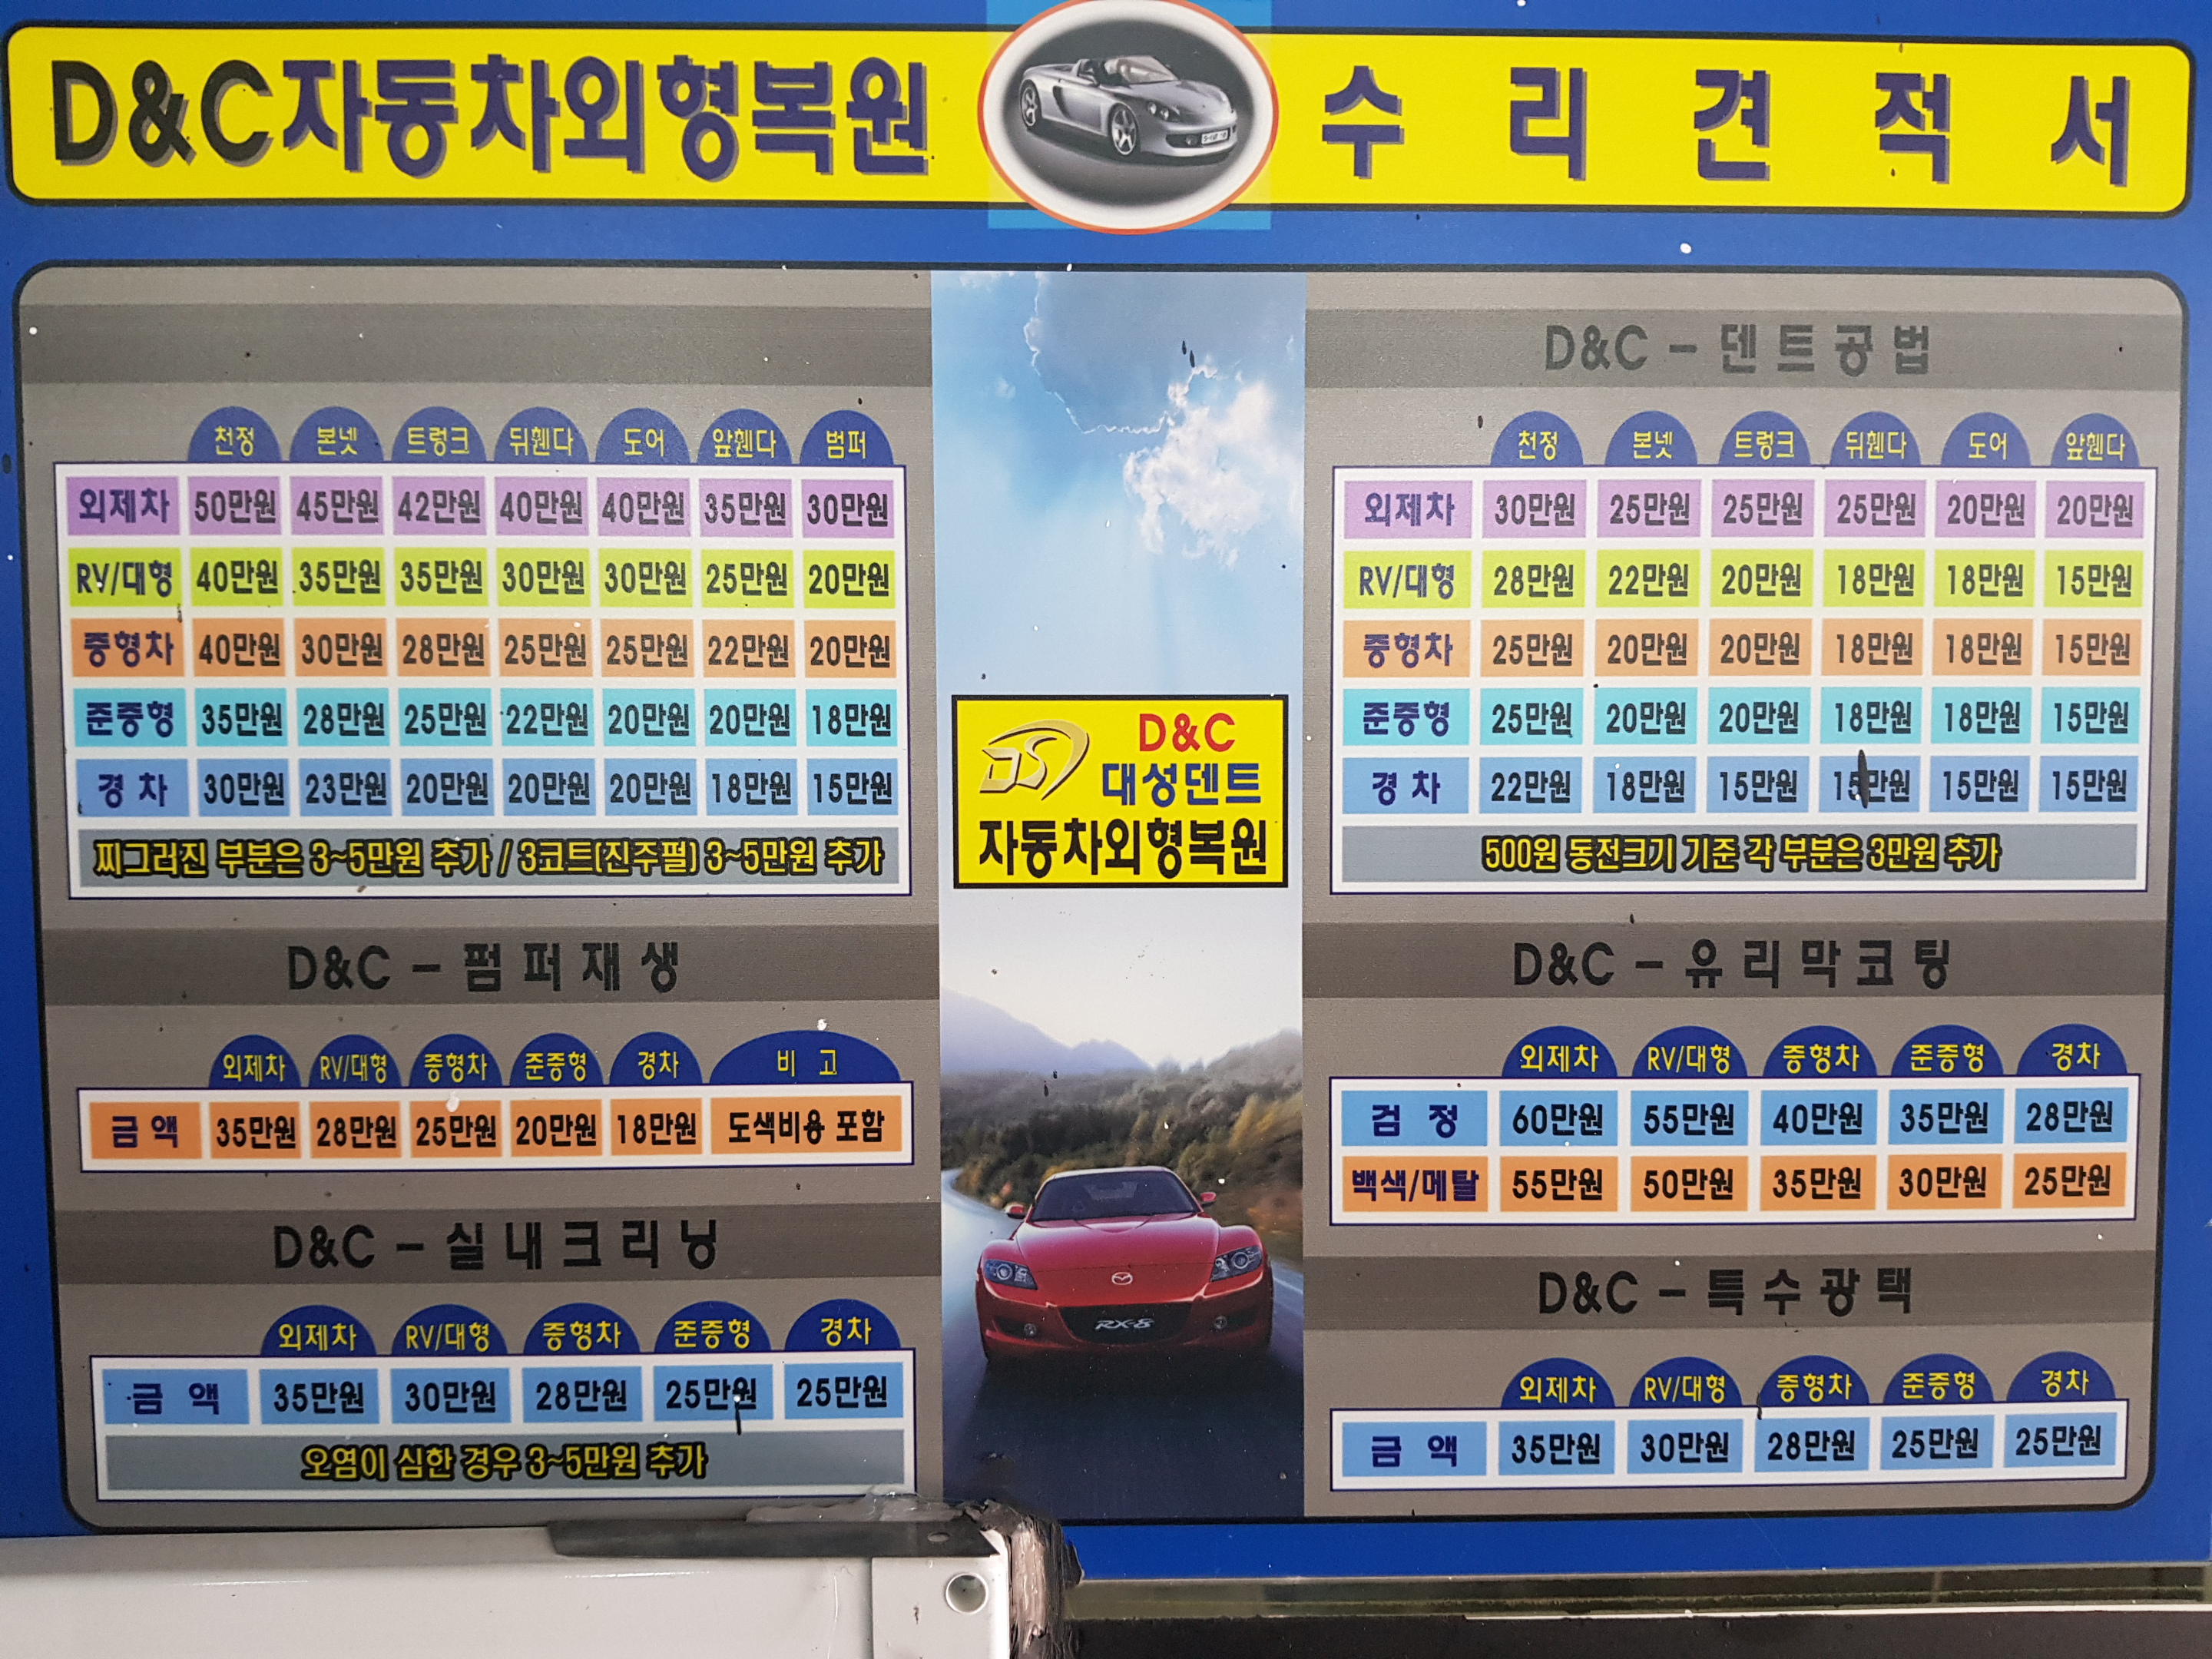 D&C자동차외형복원 수리견적서
천정 본넷 트렁크 뒤휀다 도어 앞휀다 범퍼
외제차 50만원 45만원 42만원 40만원 40만원 35만원 30만원
RV/대형 40만원 35만원 35만원 30만원 30만원 25만원 20만원
중형차 40만원 30만원 28만원 25만원 25만원 22만원 20만원
준중형 35만원 28만원 25만원 22만원 20만원 20만원 18만원
경차 30만원 23만원 20만원 20만원 20만원 18만원 15만원
찌그러진 부분은 3~5만원 추가 / 3코트(진주펄) 3~5만원 추가
D&C - 펌퍼재생
외제차 RV/대형 중형차 준중형 경차 비고
금액 35만원 28만원 25만원 20만원 18만원 도색비용 포함
D&C - 실내크리닝
외제차 RV/대형 중형차 준중형 경차
금액 35만원 30만원 28만원 25만원 25만원
오염이 심한 경우 3~5만원 추가
DS
D&C
대성덴트
자동차외형복원
RX-8
D&C - 덴트공법
천정 본넷 트렁크 뒤휀다 도어 앞휀다
외제차 30만원 25만원 25만원 25만원 20만원 20만원
RV/대형 28만원 22만원 20만원 18만원 18만원 15만원
중형차 25만원 20만원 20만원 18만원 18만원 15만원
준중형 25만원 20만원 20만원 18만원 18만원 15만원
경차 22만원 18만원 15만원 15만원 15만원 15만원
500원 동전크기 기준 각 부분은 3만원 추가
D&C - 유리막코팅
외제차 RV/대형 중형차 준중형 경차
검정 60만원 55만원 40만원 35만원 28만원
백색/메탈 55만원 50만원 35만원 30만원 25만원
D&C - 특수광택
외제차 RV/대형 중형차 준중형 경차
금액 35만원 30만원 28만원 25만원 25만원